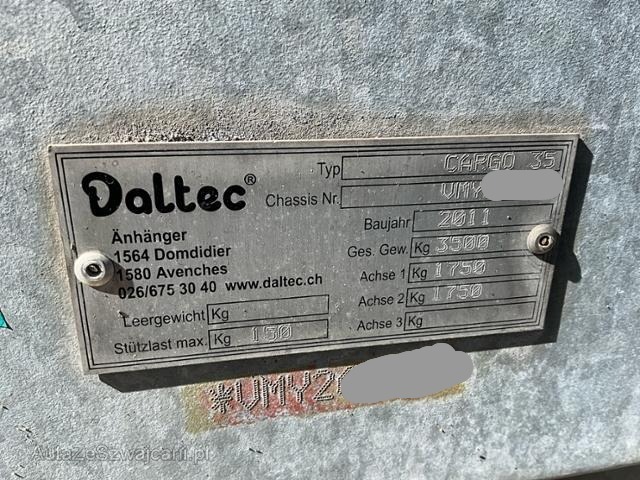 Daltec®
Änhänger
1564 Domdidier
1580 Avenches
026/675 30 40 www.daltec.ch
Leergewicht Kg
Stützlast max. Kg 150
Typ CARGO 35
Chassis Nr. VMY
Baujahr 2011
Ges. Gew. Kg 3500
Achse 1 Kg 1750
Achse 2 Kg 1750
Achse 3 Kg
*VMY2
AutazeSzwajcarii.pl